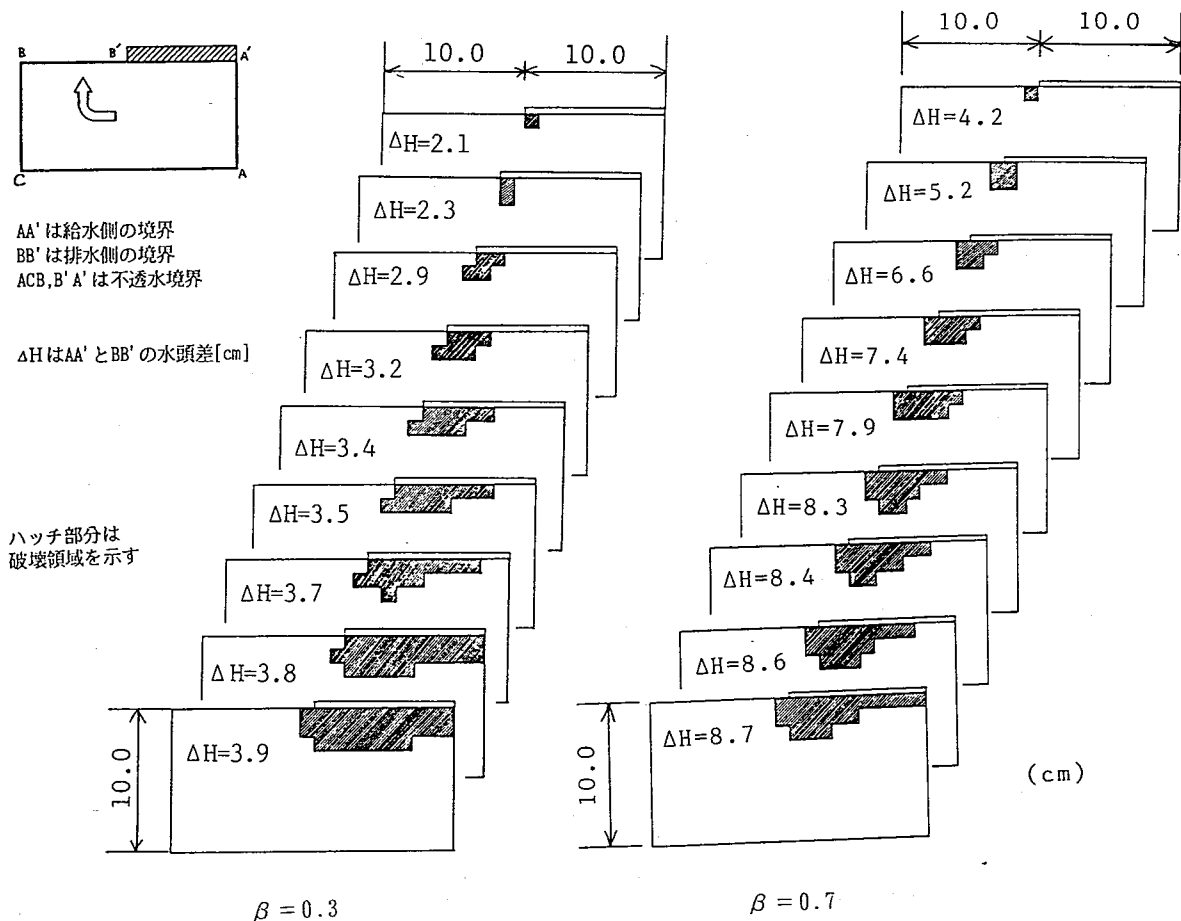 B
B'
A'
C
A
AA'は給水側の境界
BB'は排水側の境界
ACB,B'A'は不透水境界
ΔHはAA'とBB'の水頭差[cm]
ハッチ部分は
破壊領域を示す
10.0
10.0
ΔH=2.1
ΔH=2.3
ΔH=2.9
ΔH=3.2
ΔH=3.4
ΔH=3.5
ΔH=3.7
ΔH=3.8
ΔH=3.9
10.0
β=0.3
10.0
10.0
ΔH=4.2
ΔH=5.2
ΔH=6.6
ΔH=7.4
ΔH=7.9
ΔH=8.3
ΔH=8.4
ΔH=8.6
ΔH=8.7
10.0
(cm)
β=0.7